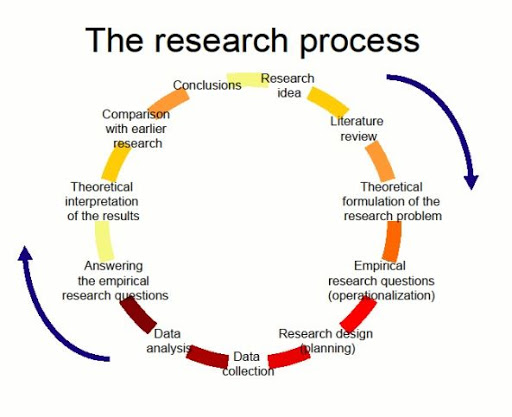 The research process
Research
idea
Literature
review
Theoretical
formulation of the
research problem
Empirical
research questions
(operationalization)
Research design
(planning)
Data
collection
Data
analysis
Answering
the empirical
research questions
Theoretical
interpretation
of the results
Comparison
with earlier
research
Conclusions